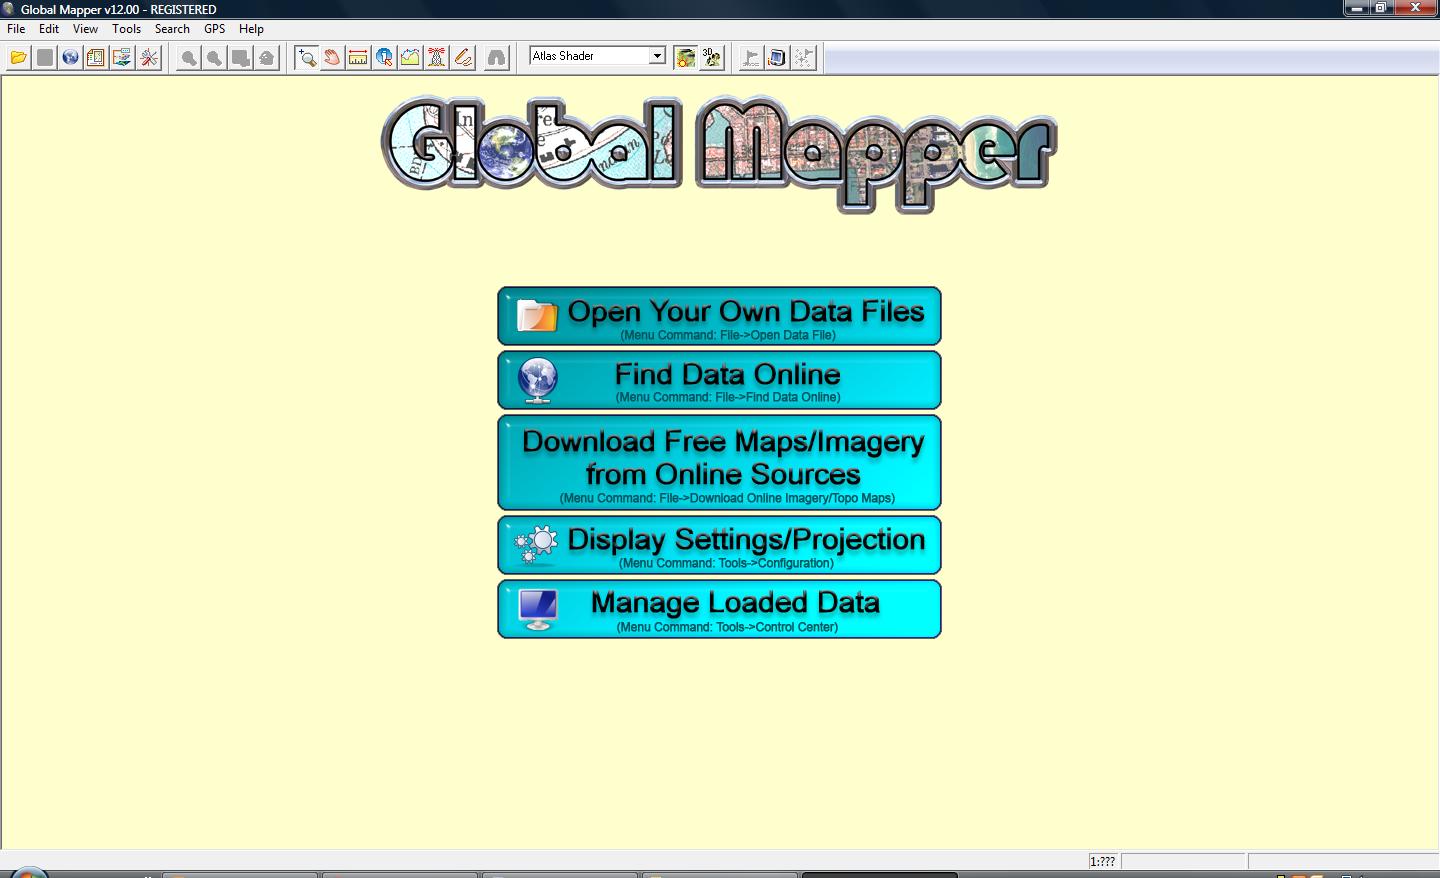 Global Mapper v12.00 - REGISTERED
File Edit View Tools Search GPS Help
Atlas Shader
3D
Global Mapper
Open Your Own Data Files
(Menu Command: File->Open Data File)
Find Data Online
(Menu Command: File->Find Data Online)
Download Free Maps/Imagery
from Online Sources
(Menu Command: File->Download Online Imagery/Topo Maps)
Display Settings/Projection
(Menu Command: Tools->Configuration)
Manage Loaded Data
(Menu Command: Tools->Control Center)
1:???